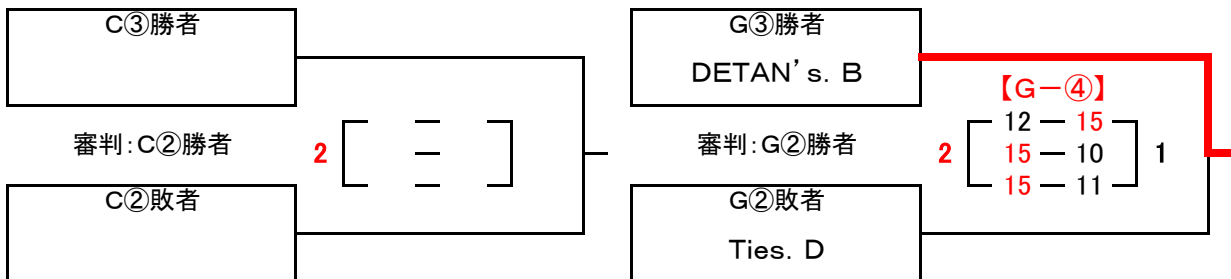 C③勝者
審判:C②勝者
2 — — —
C②敗者
G③勝者
DETAN's. B
審判:G②勝者
【G－④】
12 — 15
2 15 — 10 1
15 — 11
G②敗者
Ties. D